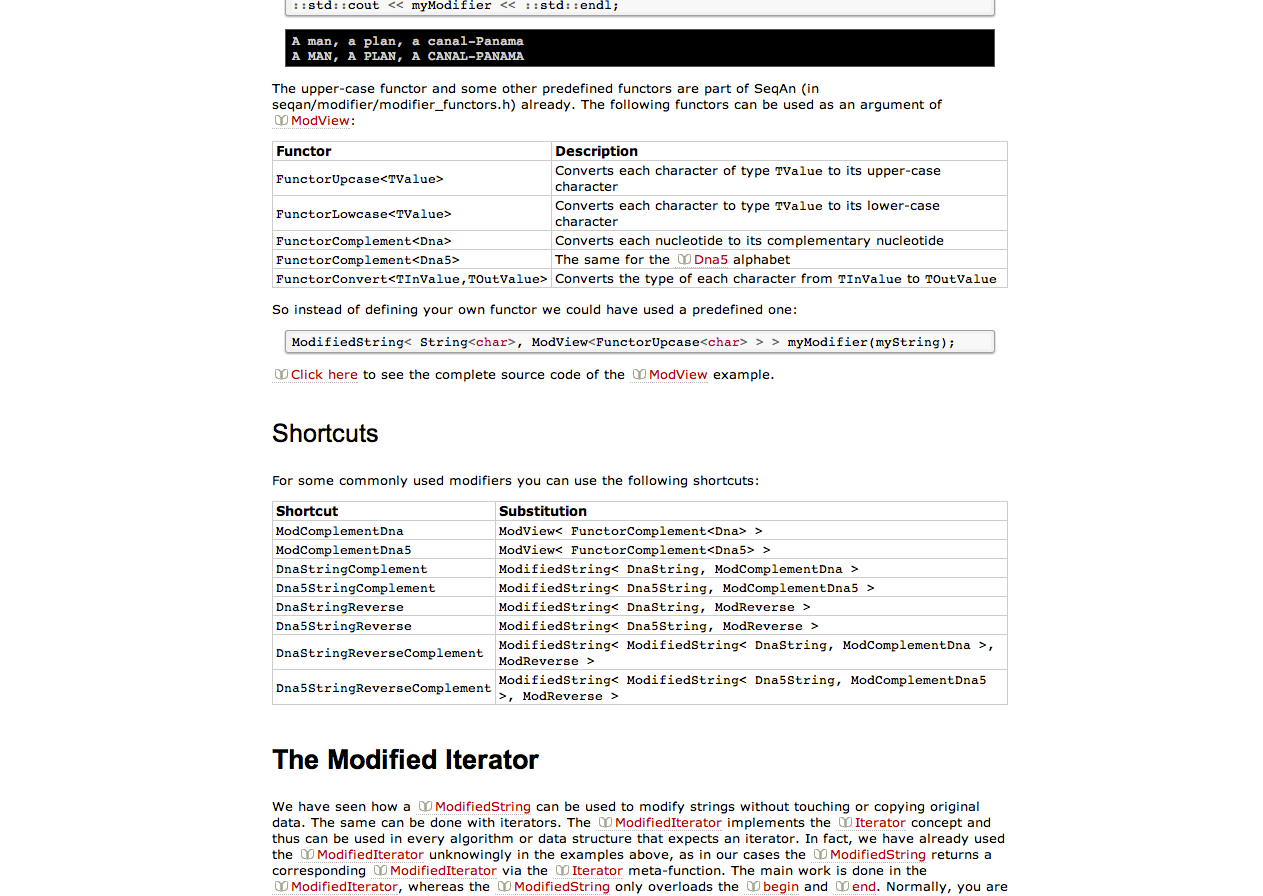 ::std::cout << myModifier << ::std::endl;
A man, a plan, a canal-Panama
A MAN, A PLAN, A CANAL-PANAMA
The upper-case functor and some other predefined functors are part of SeqAn (in
seqan/modifier/modifier_functors.h) already. The following functors can be used as an argument of
ModView:
Functor Description
FunctorUpcase<TValue> Converts each character of type TValue to its upper-case
character
FunctorLowcase<TValue> Converts each character to type TValue to its lower-case
character
FunctorComplement<Dna> Converts each nucleotide to its complementary nucleotide
FunctorComplement<Dna5> The same for the Dna5 alphabet
FunctorConvert<TInValue,TOutValue> Converts the type of each character from TInValue to TOutValue
So instead of defining your own functor we could have used a predefined one:
ModifiedString< String<char>, ModView<FunctorUpcase<char> > > myModifier(myString);
Click here to see the complete source code of the ModView example.
Shortcuts
For some commonly used modifiers you can use the following shortcuts:
Shortcut Substitution
ModComplementDna ModView< FunctorComplement<Dna> >
ModComplementDna5 ModView< FunctorComplement<Dna5> >
DnaStringComplement ModifiedString< DnaString, ModComplementDna >
Dna5StringComplement ModifiedString< Dna5String, ModComplementDna5 >
DnaStringReverse ModifiedString< DnaString, ModReverse >
Dna5StringReverse ModifiedString< Dna5String, ModReverse >
DnaStringReverseComplement ModifiedString< ModifiedString< DnaString, ModComplementDna >,
ModReverse >
Dna5StringReverseComplement ModifiedString< ModifiedString< Dna5String, ModComplementDna5
>, ModReverse >
The Modified Iterator
We have seen how a ModifiedString can be used to modify strings without touching or copying original
data. The same can be done with iterators. The ModifiedIterator implements the Iterator concept and
thus can be used in every algorithm or data structure that expects an iterator. In fact, we have already used
the ModifiedIterator unknowingly in the examples above, as in our cases the ModifiedString returns a
corresponding ModifiedIterator via the Iterator meta-function. The main work is done in the
ModifiedIterator, whereas the ModifiedString only overloads the begin and end. Normally, you are